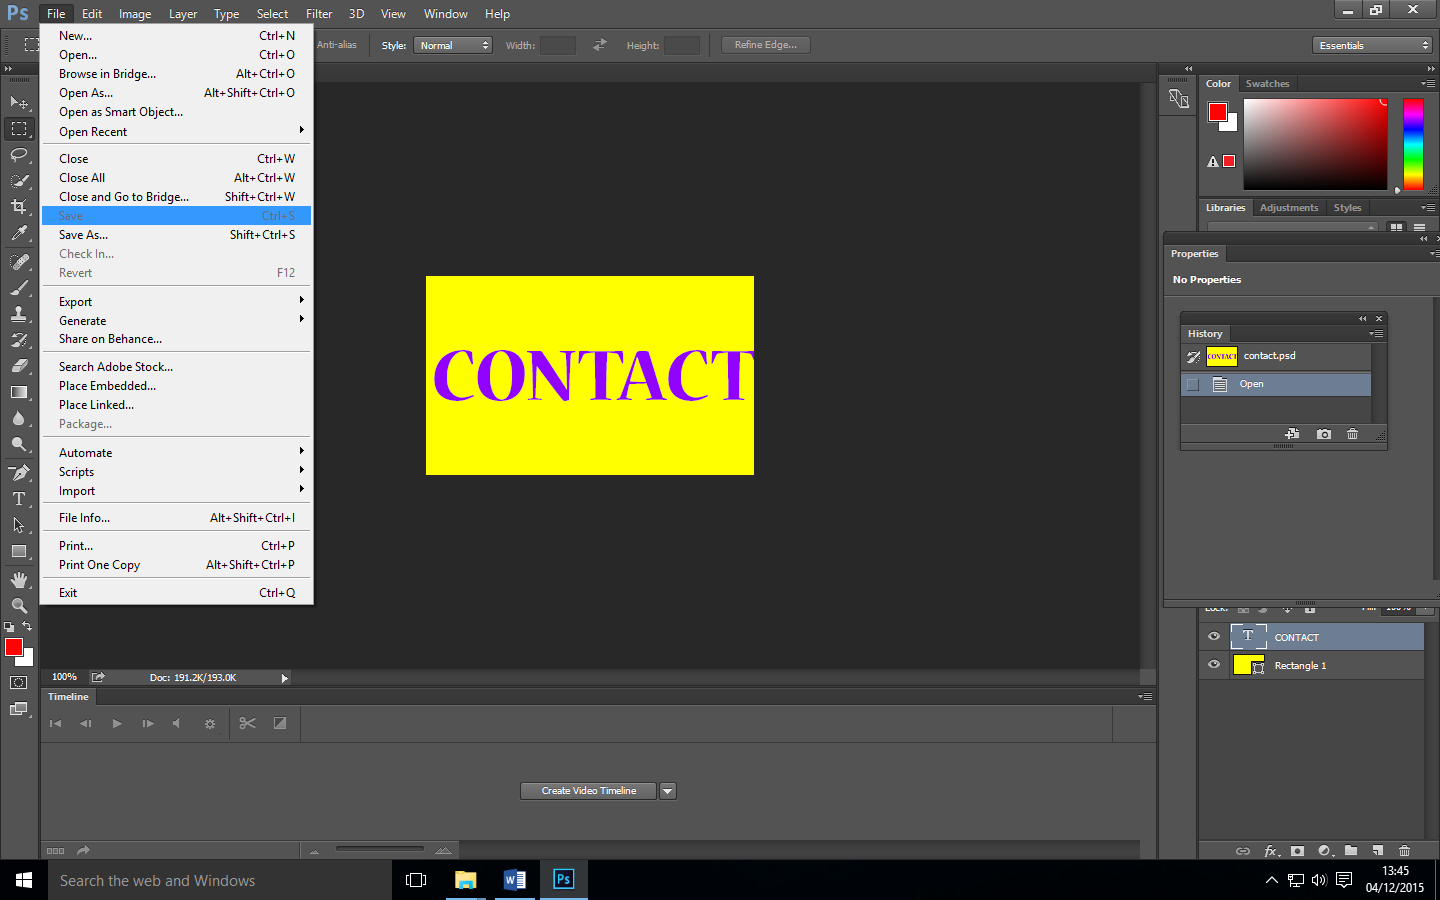 Ps File Edit Image Layer Type Select Filter 3D View Window Help
Anti-alias Style: Normal Width: Height: Refine Edge... Essentials
New... Ctrl+N
Open... Ctrl+O
Browse in Bridge... Alt+Ctrl+O
Open As... Alt+Shift+Ctrl+O
Open as Smart Object...
Open Recent
Close Ctrl+W
Close All Alt+Ctrl+W
Close and Go to Bridge... Shift+Ctrl+W
Save Ctrl+S
Save As... Shift+Ctrl+S
Check In...
Revert F12
Export
Generate
Share on Behance...
Search Adobe Stock...
Place Embedded...
Place Linked...
Package...
Automate
Scripts
Import
File Info... Alt+Shift+Ctrl+I
Print... Ctrl+P
Print One Copy Alt+Shift+Ctrl+P
Exit Ctrl+Q
CONTACT
Color Swatches
Libraries Adjustments Styles
Properties
No Properties
History
CONTACT contact.psd
Open
T CONTACT
Rectangle 1
100% Doc: 191.2K/193.0K
Timeline
Create Video Timeline
fx
Search the web and Windows
Ps
13:45
04/12/2015